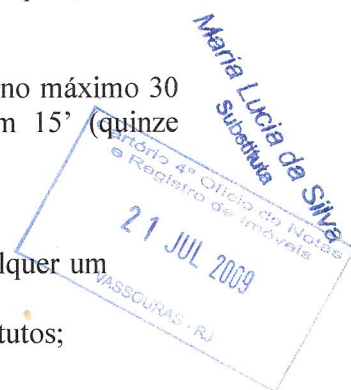 no máximo 30
m 15’ (quinze
lquer um
tutos;
Maria Lucia da Silva
Substituta
Cartório 4º Oficio de Notas
e Registro de Imóveis
21 JUL 2009
VASSOURAS - RJ